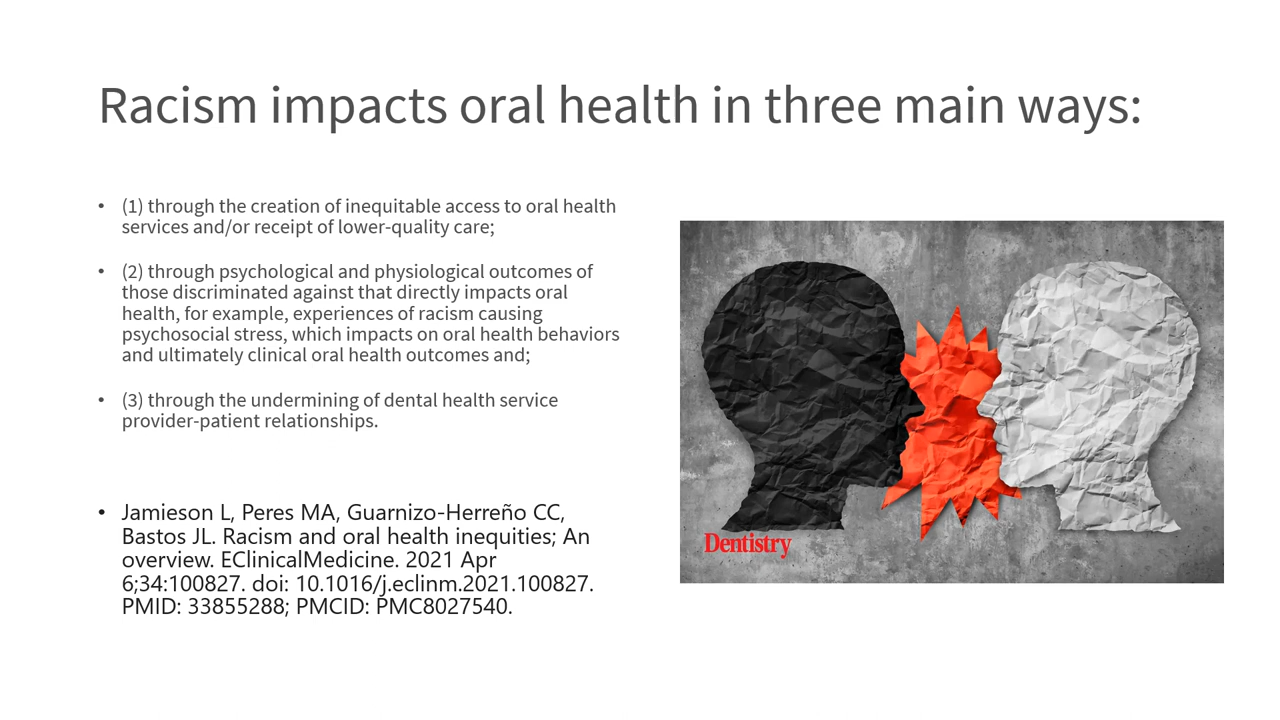 Racism impacts oral health in three main ways:
• (1) through the creation of inequitable access to oral health
services and/or receipt of lower-quality care;
• (2) through psychological and physiological outcomes of
those discriminated against that directly impacts oral
health, for example, experiences of racism causing
psychosocial stress, which impacts on oral health behaviors
and ultimately clinical oral health outcomes and;
• (3) through the undermining of dental health service
provider-patient relationships.
• Jamieson L, Peres MA, Guarnizo-Herreño CC,
Bastos JL. Racism and oral health inequities; An
overview. EClinicalMedicine. 2021 Apr
6;34:100827. doi: 10.1016/j.eclinm.2021.100827.
PMID: 33855288; PMCID: PMC8027540.
Dentistry